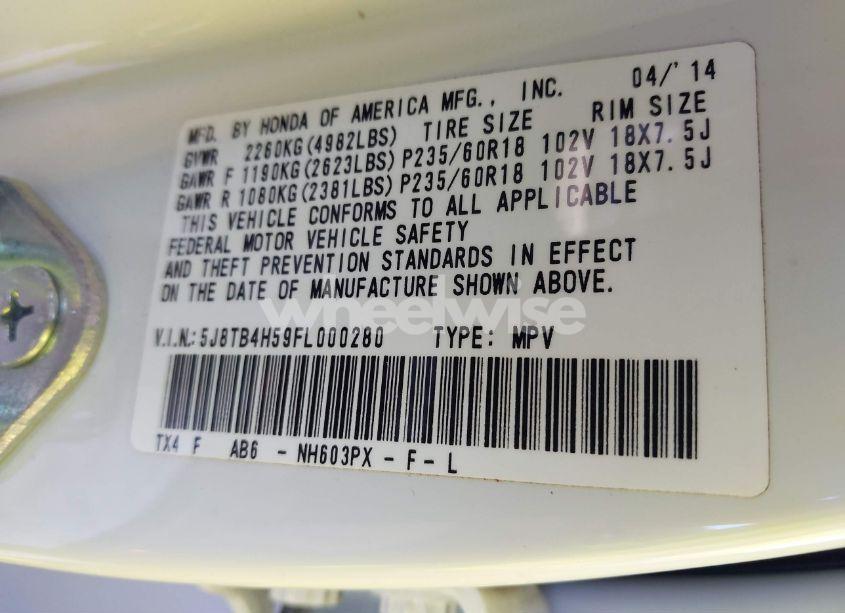 MFD. BY HONDA OF AMERICA MFG., INC. 04/'14
GVWR 2260KG(4982LBS) TIRE SIZE RIM SIZE
GAWR F 1190KG(2623LBS) P235/60R18 102V 18X7.5J
GAWR R 1080KG(2381LBS) P235/60R18 102V 18X7.5J
THIS VEHICLE CONFORMS TO ALL APPLICABLE
FEDERAL MOTOR VEHICLE SAFETY
AND THEFT PREVENTION STANDARDS IN EFFECT
ON THE DATE OF MANUFACTURE SHOWN ABOVE.
wheelwise
V.I.N.: 5J8TB4H59FL000280 TYPE: MPV
TX4 F AB6 - NH603PX - F - L